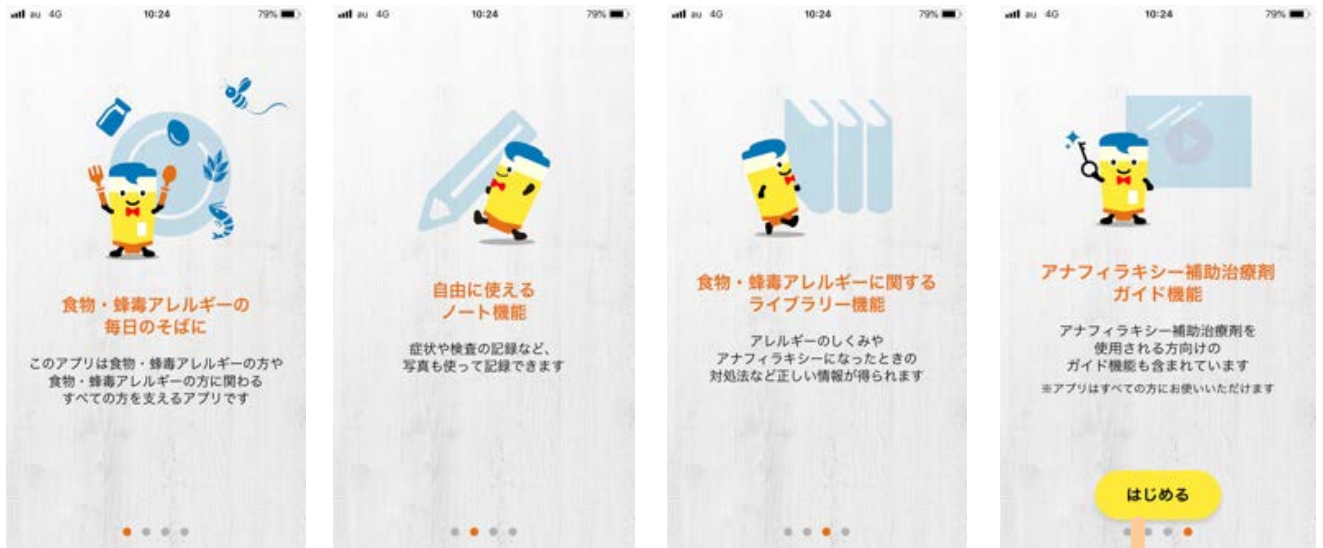 au 4G 10:24 79%
食物・蜂毒アレルギーの
毎日のそばに
このアプリは食物・蜂毒アレルギーの方や
食物・蜂毒アレルギーの方に関わる
すべての方を支えるアプリです
au 4G 10:24 79%
自由に使える
ノート機能
症状や検査の記録など、
写真も使って記録できます
au 4G 10:24 79%
食物・蜂毒アレルギーに関する
ライブラリー機能
アレルギーのしくみや
アナフィラキシーになったときの
対処法など正しい情報が得られます
au 4G 10:24 79%
アナフィラキシー補助治療剤
ガイド機能
アナフィラキシー補助治療剤を
使用される方向けの
ガイド機能も含まれています
※アプリはすべての方にお使いいただけます
はじめる